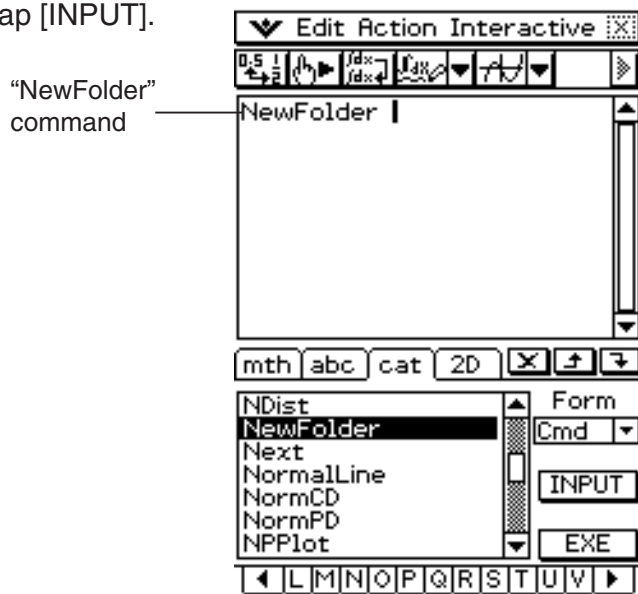 ap [INPUT].
“NewFolder”
command
Edit Action Interactive
NewFolder
mth abc cat 2D
NDist
NewFolder
Next
NormalLine
NormCD
NormPD
NPPlot
Form
Cmd
INPUT
EXE
L M N O P Q R S T U V